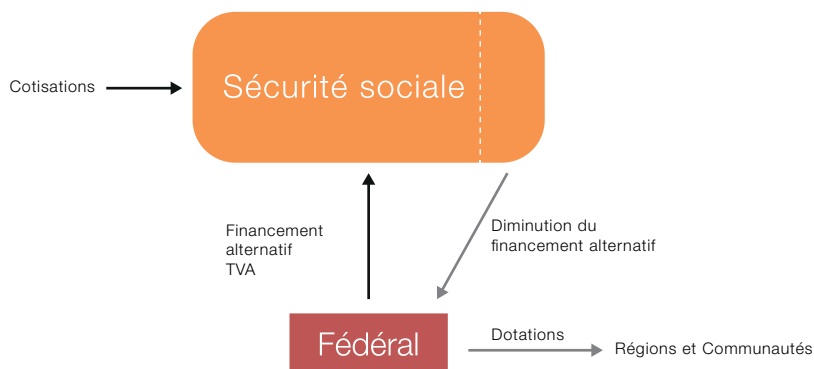 Sécurité sociale
Cotisations
Financement
alternatif
TVA
Diminution du
financement alternatif
Fédéral
Dotations
Régions et Communautés